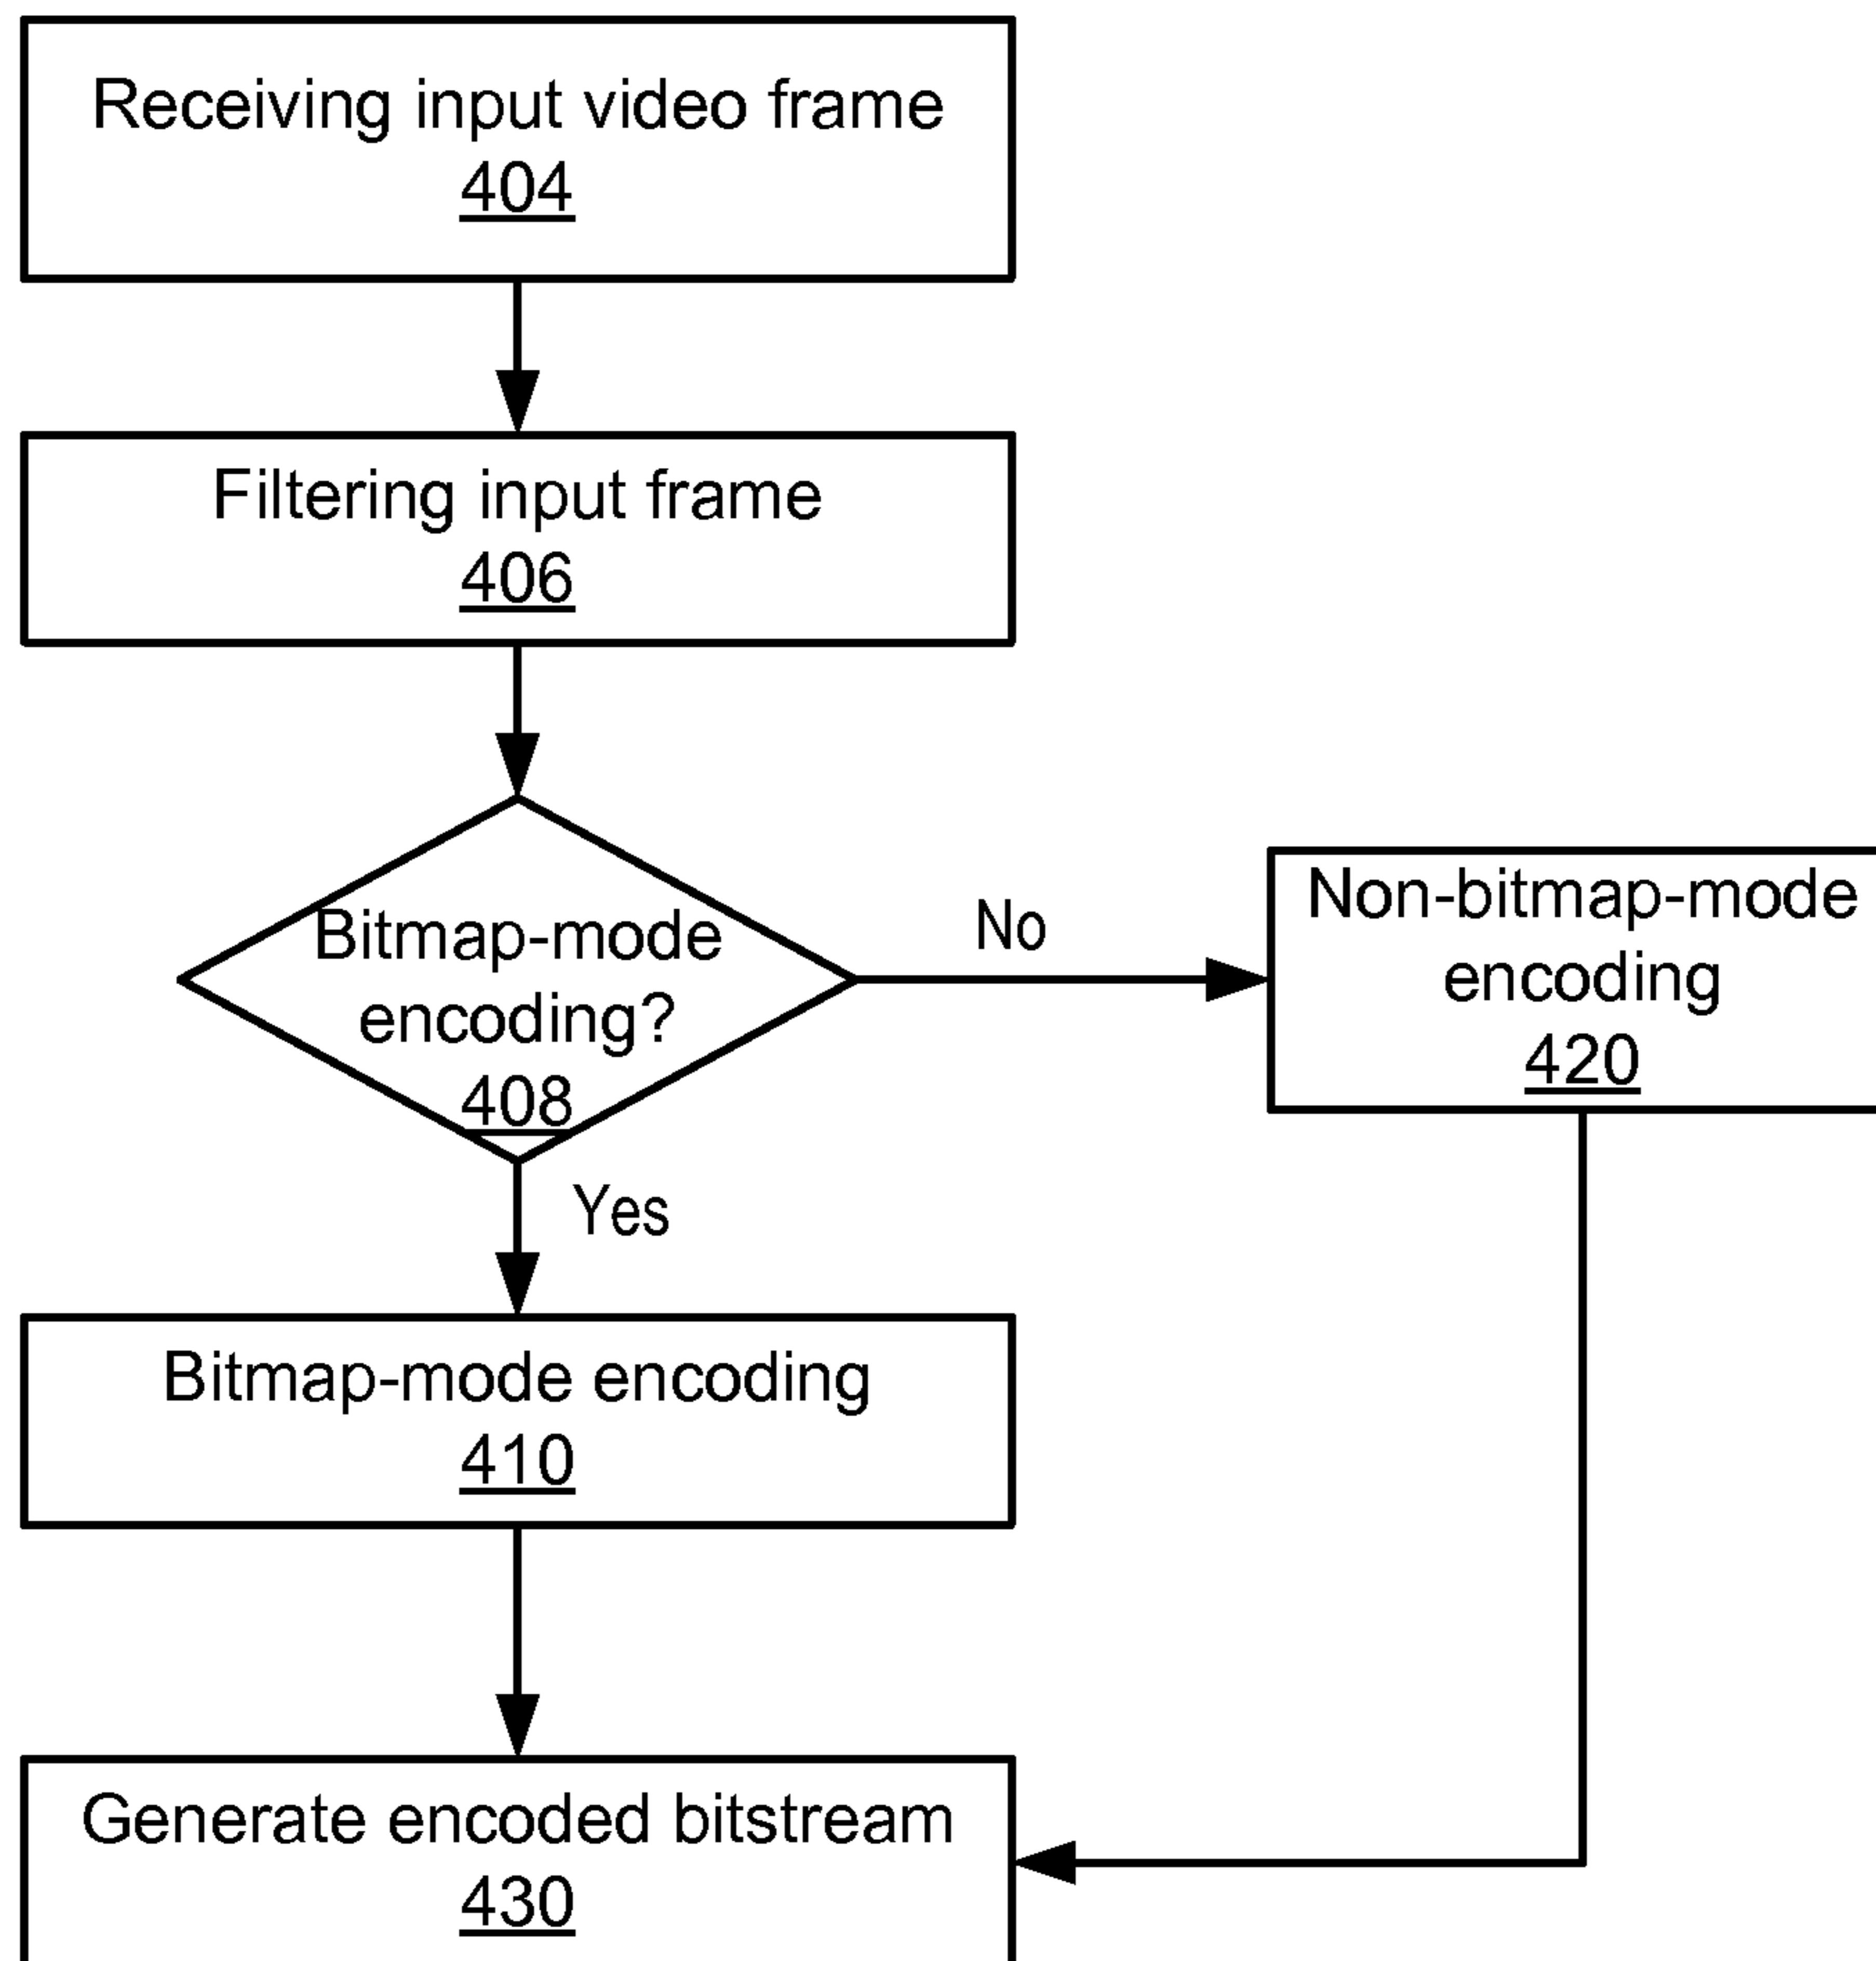 Receiving input video frame
404
Filtering input frame
406
Bitmap-mode
encoding?
408
No
Non-bitmap-mode
encoding
420
Yes
Bitmap-mode encoding
410
Generate encoded bitstream
430